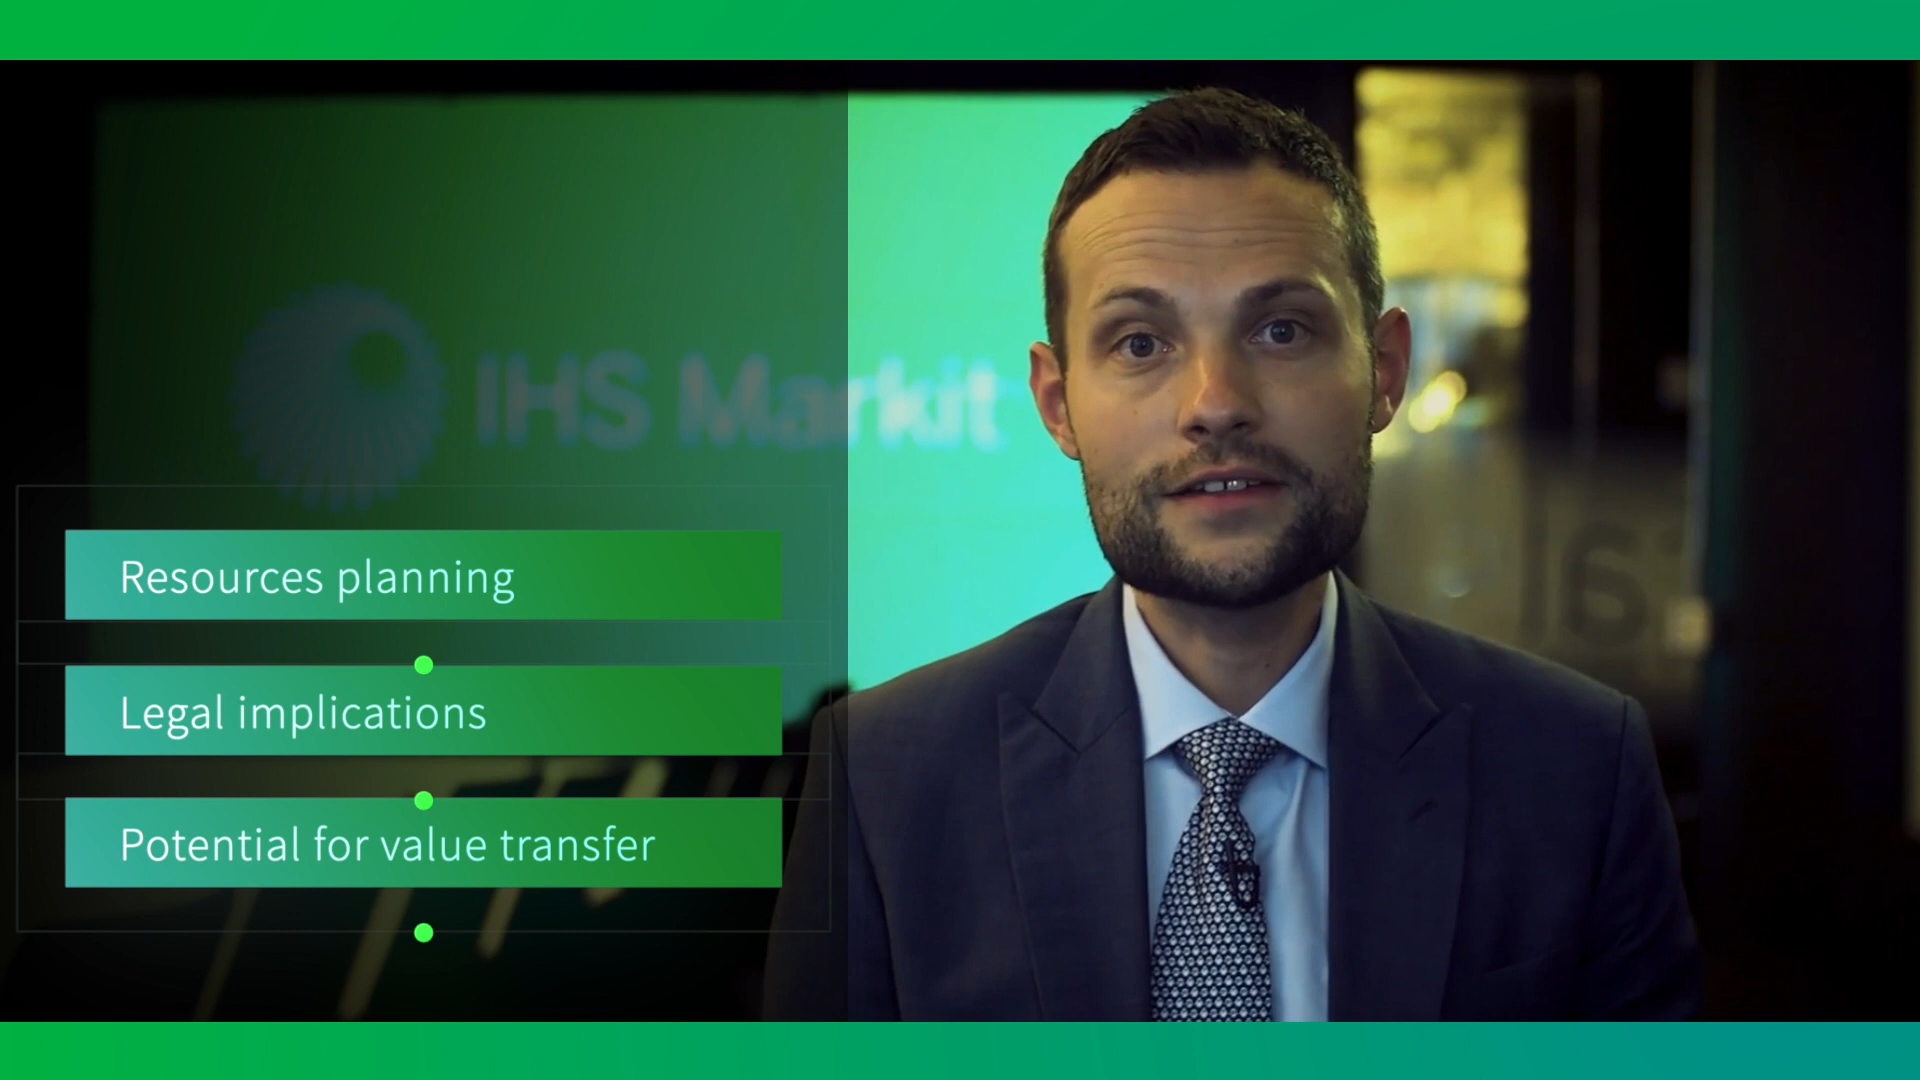 IHS Markit
Resources planning
Legal implications
Potential for value transfer